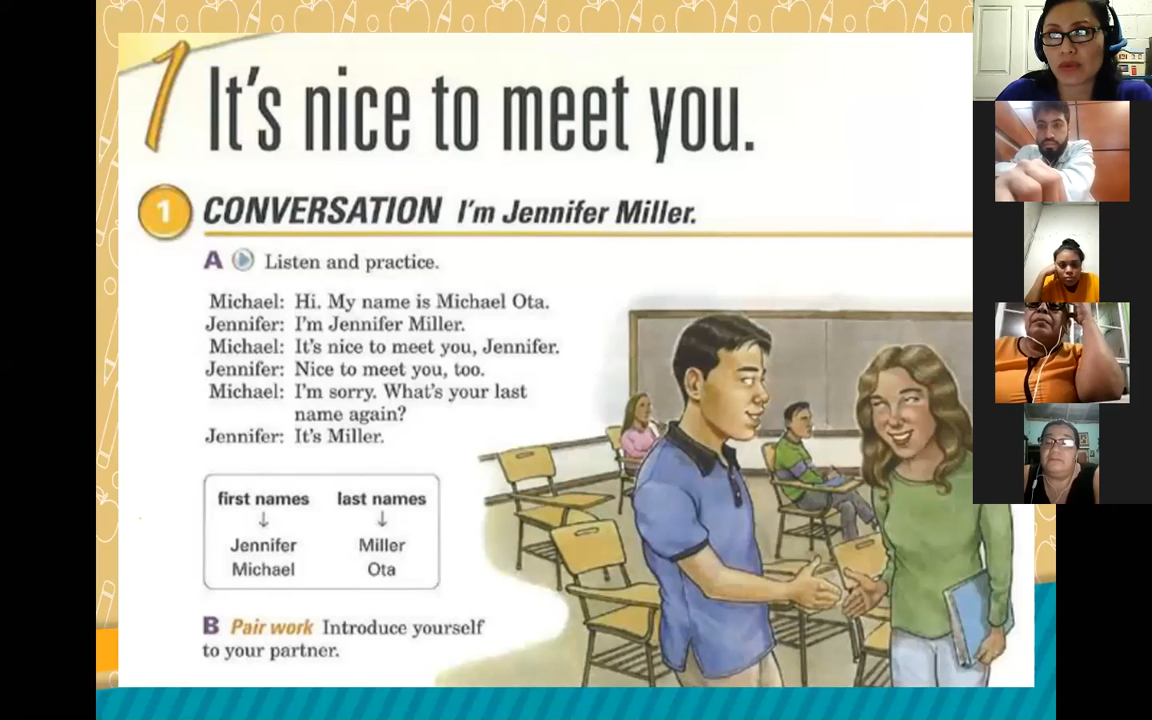 1 It's nice to meet you.
1 CONVERSATION I'm Jennifer Miller.
A Listen and practice.
Michael: Hi. My name is Michael Ota.
Jennifer: I'm Jennifer Miller.
Michael: It's nice to meet you, Jennifer.
Jennifer: Nice to meet you, too.
Michael: I'm sorry. What's your last
name again?
Jennifer: It's Miller.
first names last names
↓ ↓
Jennifer Miller
Michael Ota
B Pair work Introduce yourself
to your partner.